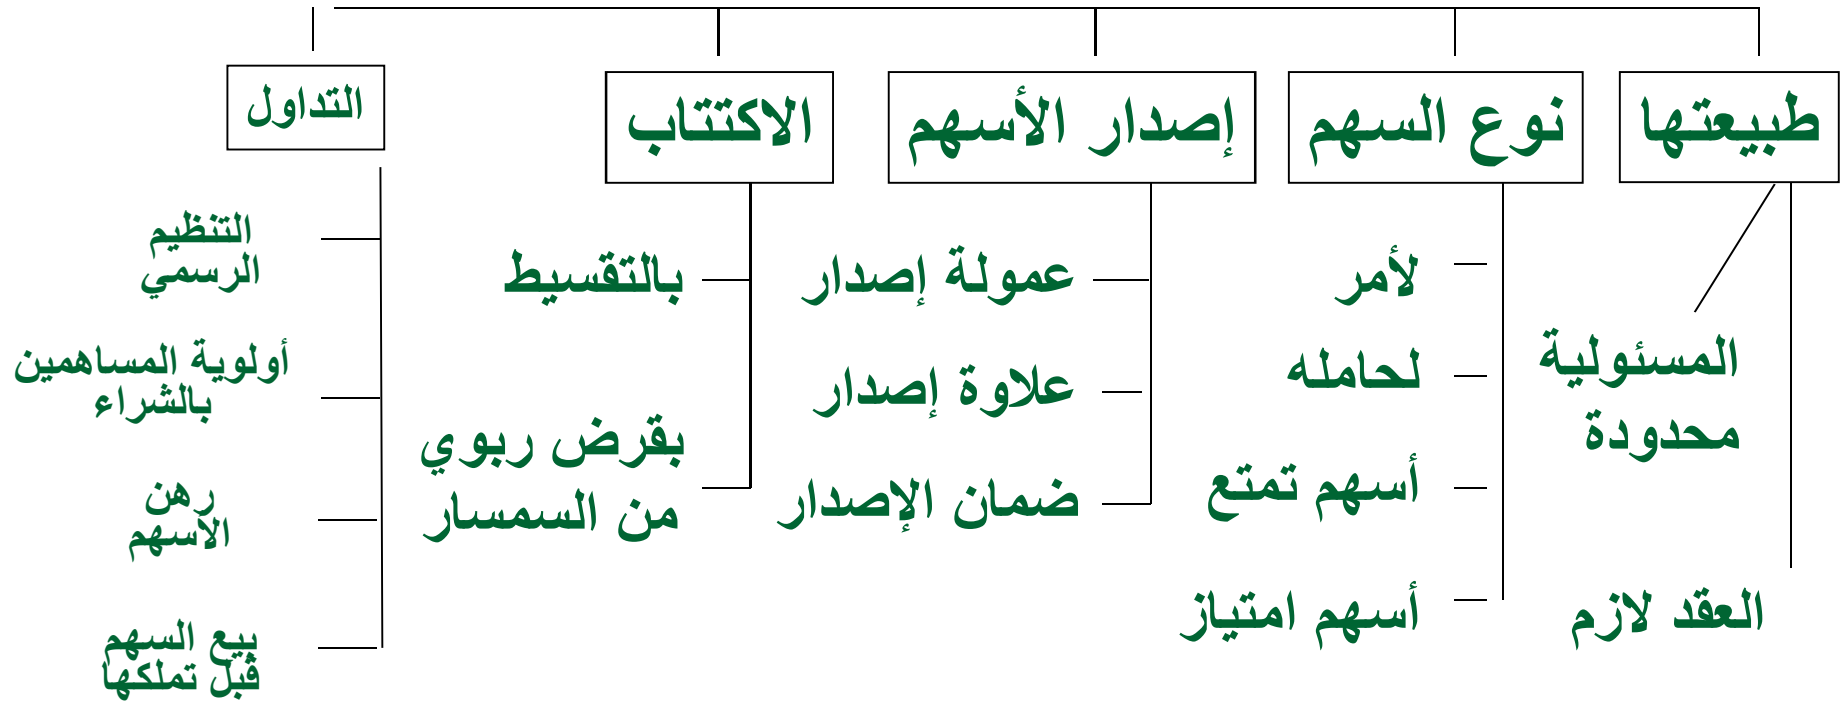 طبيعتها
المسئولية
محدودة
العقد لازم
نوع السهم
لأمر
لحامله
أسهم تمتع
أسهم امتياز
إصدار الأسهم
عمولة إصدار
علاوة إصدار
ضمان الإصدار
الاكتتاب
بالتقسيط
بقرض ربوي
من السمسار
التداول
التنظيم
الرسمي
أولوية المساهمين
بالشراء
رهن
الأسهم
بيع السهم
قبل تملكها